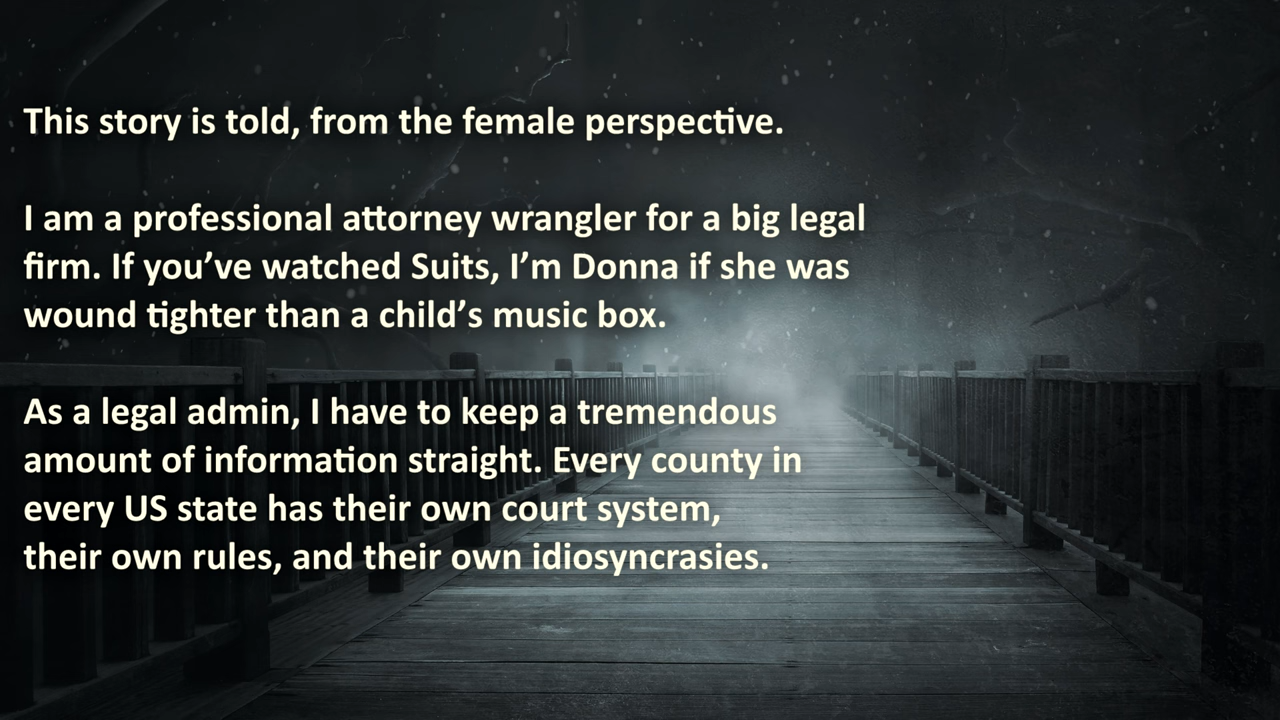 This story is told, from the female perspective.
I am a professional attorney wrangler for a big legal
firm. If you’ve watched Suits, I’m Donna if she was
wound tighter than a child’s music box.
As a legal admin, I have to keep a tremendous
amount of information straight. Every county in
every US state has their own court system,
their own rules, and their own idiosyncrasies.